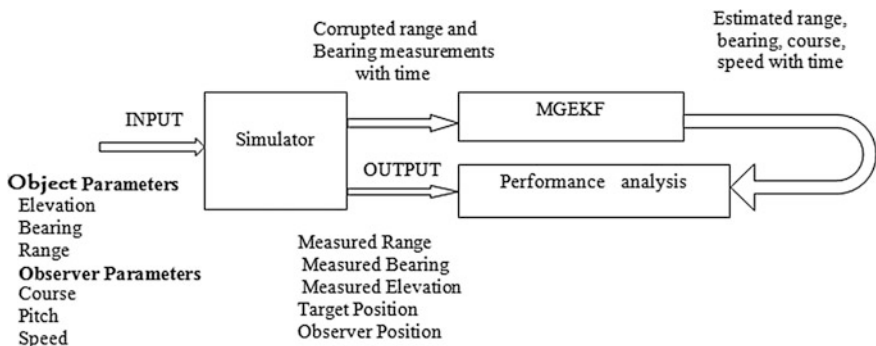 Corrupted range and
Bearing measurements
with time
Estimated range,
bearing, course,
speed with time
INPUT
Simulator
MGEKF
OUTPUT
Performance analysis
Object Parameters
Elevation
Bearing
Range
Observer Parameters
Course
Pitch
Speed
Measured Range
Measured Bearing
Measured Elevation
Target Position
Observer Position